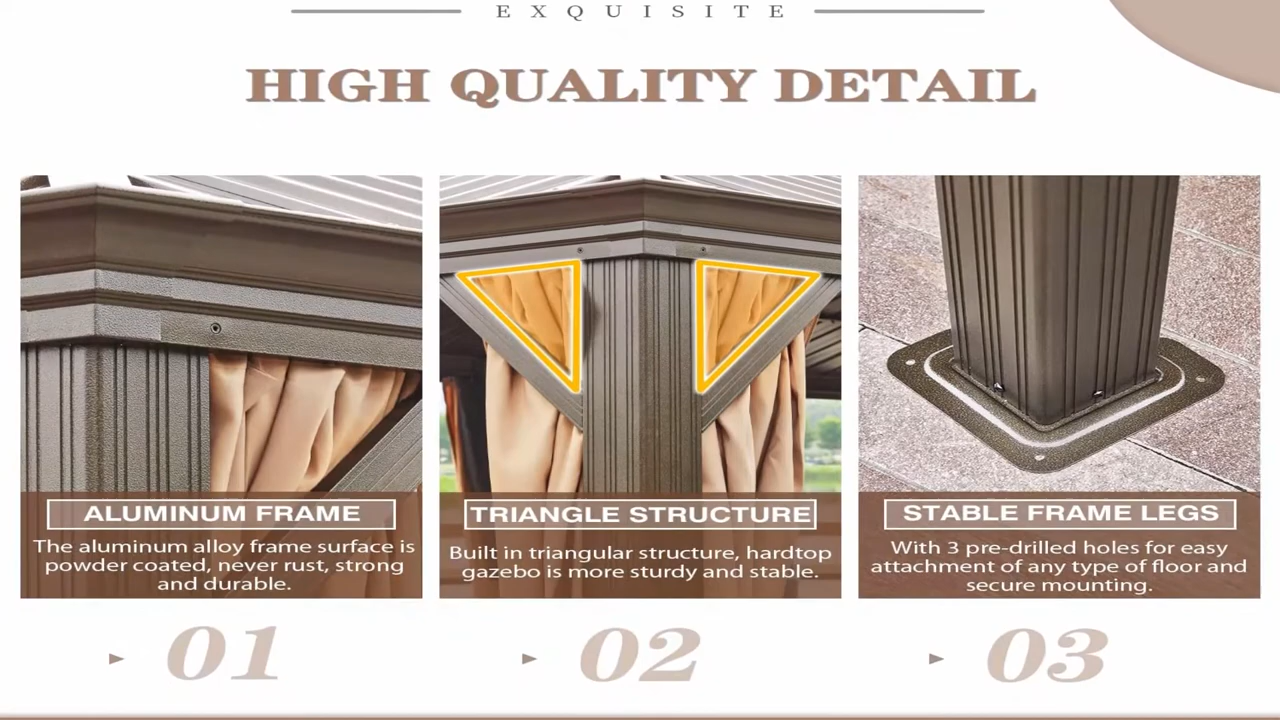 EXQUISITE
HIGH QUALITY DETAIL
ALUMINUM FRAME
The aluminum alloy frame surface is
powder coated, never rust, strong
and durable.
TRIANGLE STRUCTURE
Built in triangular structure, hardtop
gazebo is more sturdy and stable.
STABLE FRAME LEGS
With 3 pre-drilled holes for easy
attachment of any type of floor and
secure mounting.
01
02
03